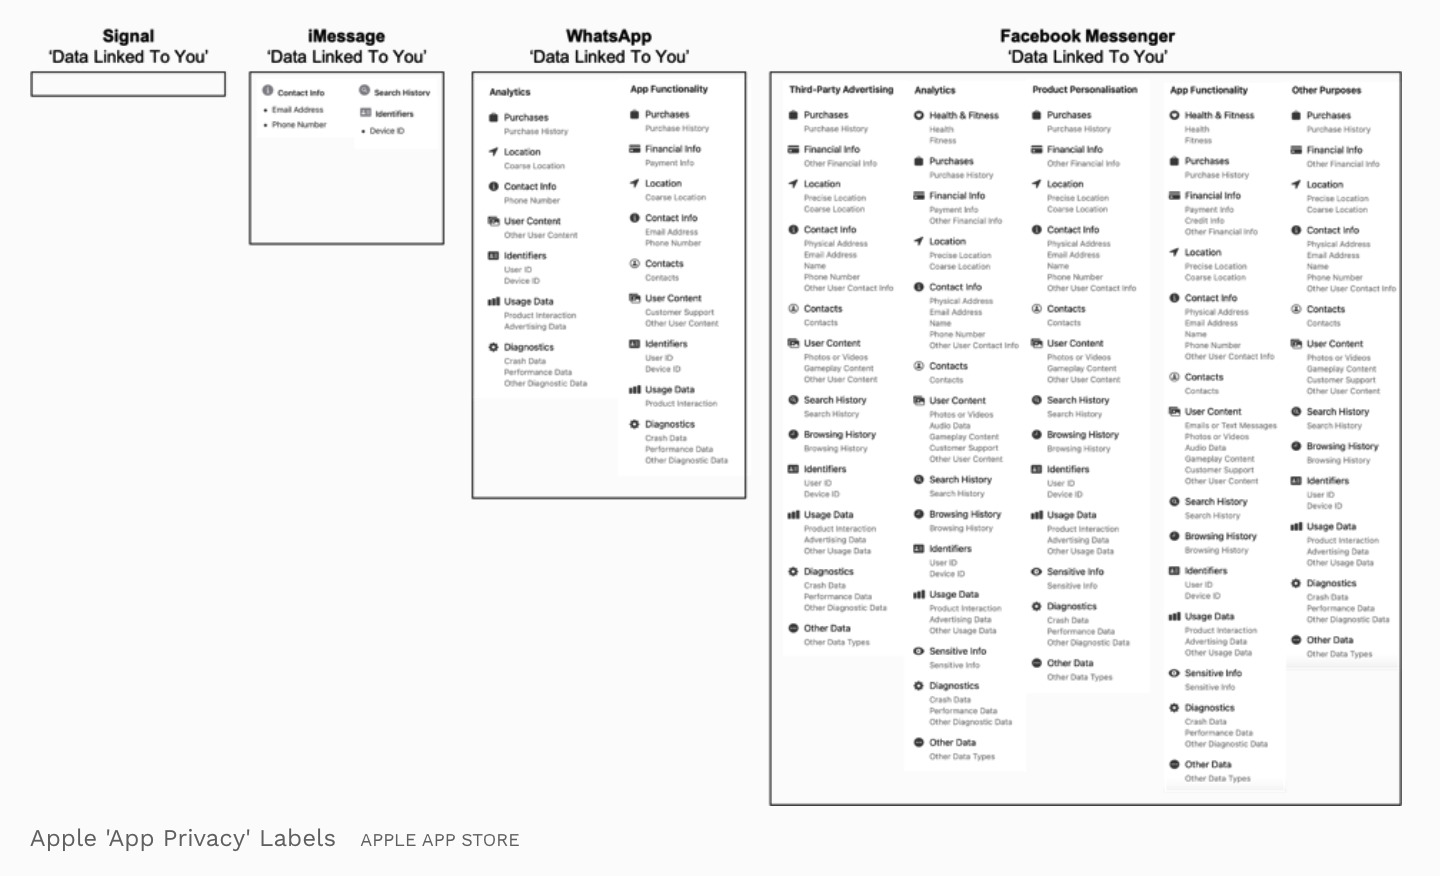 Signal
‘Data Linked To You’
iMessage
‘Data Linked To You’
Contact Info
• Email Address
• Phone Number
Search History
Identifiers
• Device ID
WhatsApp
‘Data Linked To You’
Analytics
Purchases
Purchase History
Location
Coarse Location
Contact Info
Phone Number
User Content
Other User Content
Identifiers
User ID
Device ID
Usage Data
Product Interaction
Advertising Data
Diagnostics
Crash Data
Performance Data
Other Diagnostic Data
App Functionality
Purchases
Purchase History
Financial Info
Payment Info
Location
Coarse Location
Contact Info
Email Address
Phone Number
Contacts
Contacts
User Content
Customer Support
Other User Content
Identifiers
User ID
Device ID
Usage Data
Product Interaction
Diagnostics
Crash Data
Performance Data
Other Diagnostic Data
Facebook Messenger
‘Data Linked To You’
Third-Party Advertising
Purchases
Purchase History
Financial Info
Other Financial Info
Location
Precise Location
Coarse Location
Contact Info
Physical Address
Email Address
Name
Phone Number
Other User Contact Info
Contacts
Contacts
User Content
Photos or Videos
Gameplay Content
Other User Content
Search History
Search History
Browsing History
Browsing History
Identifiers
User ID
Device ID
Usage Data
Product Interaction
Advertising Data
Other Usage Data
Diagnostics
Crash Data
Performance Data
Other Diagnostic Data
Other Data
Other Data Types
Analytics
Health & Fitness
Health
Fitness
Purchases
Purchase History
Financial Info
Payment Info
Other Financial Info
Location
Precise Location
Coarse Location
Contact Info
Physical Address
Email Address
Name
Phone Number
Other User Contact Info
Contacts
Contacts
User Content
Photos or Videos
Audio Data
Gameplay Content
Customer Support
Other User Content
Search History
Search History
Browsing History
Browsing History
Identifiers
User ID
Device ID
Usage Data
Product Interaction
Advertising Data
Other Usage Data
Sensitive Info
Sensitive Info
Diagnostics
Crash Data
Performance Data
Other Diagnostic Data
Other Data
Other Data Types
Product Personalisation
Purchases
Purchase History
Financial Info
Other Financial Info
Location
Precise Location
Coarse Location
Contact Info
Physical Address
Email Address
Name
Phone Number
Other User Contact Info
Contacts
Contacts
User Content
Photos or Videos
Gameplay Content
Other User Content
Search History
Search History
Browsing History
Browsing History
Identifiers
User ID
Device ID
Usage Data
Product Interaction
Advertising Data
Other Usage Data
Sensitive Info
Sensitive Info
Diagnostics
Crash Data
Performance Data
Other Diagnostic Data
Other Data
Other Data Types
App Functionality
Health & Fitness
Health
Fitness
Purchases
Purchase History
Financial Info
Payment Info
Credit Info
Other Financial Info
Location
Precise Location
Coarse Location
Contact Info
Physical Address
Email Address
Name
Phone Number
Other User Contact Info
Contacts
Contacts
User Content
Emails or Text Messages
Photos or Videos
Audio Data
Gameplay Content
Customer Support
Other User Content
Search History
Search History
Browsing History
Browsing History
Identifiers
User ID
Device ID
Usage Data
Product Interaction
Advertising Data
Other Usage Data
Sensitive Info
Sensitive Info
Diagnostics
Crash Data
Performance Data
Other Diagnostic Data
Other Data
Other Data Types
Other Purposes
Purchases
Purchase History
Financial Info
Other Financial Info
Location
Precise Location
Coarse Location
Contact Info
Physical Address
Email Address
Name
Phone Number
Other User Contact Info
Contacts
Contacts
User Content
Photos or Videos
Gameplay Content
Customer Support
Other User Content
Search History
Search History
Browsing History
Browsing History
Identifiers
User ID
Device ID
Usage Data
Product Interaction
Advertising Data
Other Usage Data
Diagnostics
Crash Data
Performance Data
Other Diagnostic Data
Other Data
Other Data Types
Apple 'App Privacy' Labels APPLE APP STORE